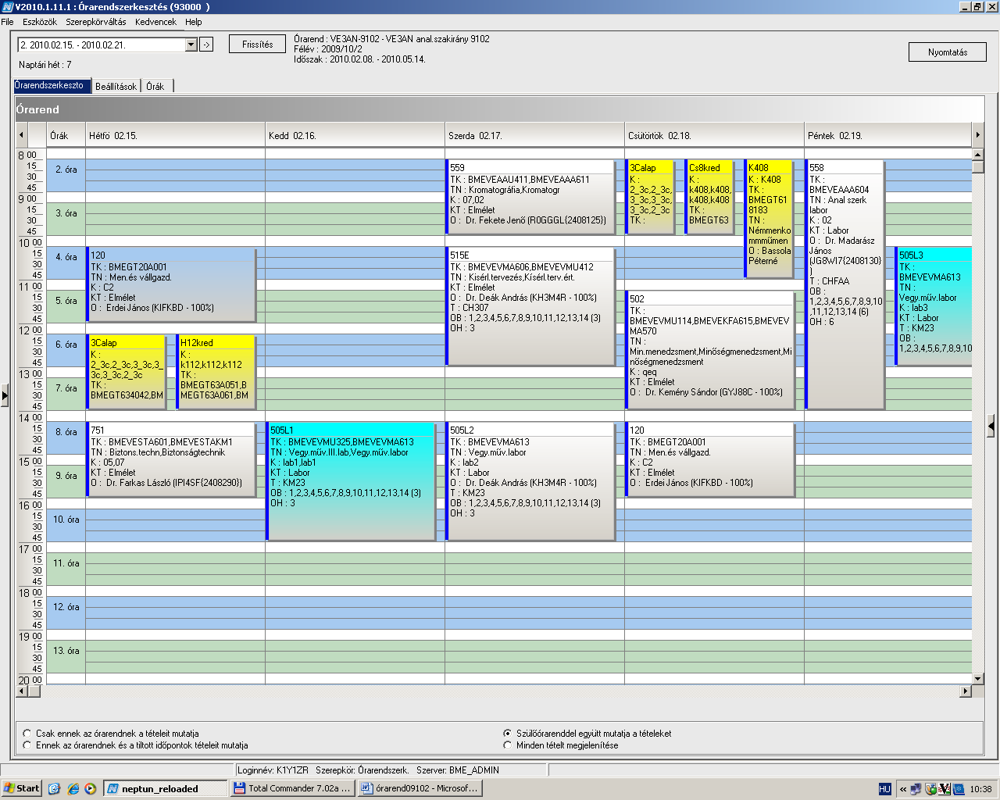 V2010.1.11.1 : Órarendszerkesztés (93000  )
File Eszközök Szerepkörváltás Kedvencek Help
2. 2010.02.15. - 2010.02.21.
->
Frissítés
Órarend : VE3AN-9102 - VE3AN anal.szakirány 9102
Félév : 2009/10/2
Időszak : 2010.02.08. - 2010.05.14.
Nyomtatás
Naptári hét : 7
Órarendszerkeszto Beállítások Órák
Órarend
Órák Hétfő 02.15. Kedd 02.16. Szerda 02.17. Csütörtök 02.18. Péntek 02.19.
8 00
15
30
45
9 00
15
30
45
10 00
15
30
45
11 00
15
30
45
12 00
15
30
45
13 00
15
30
45
14 00
15
30
45
15 00
15
30
45
16 00
15
30
45
17 00
15
30
45
18 00
15
30
45
19 00
15
30
45
20 00
2. óra
3. óra
4. óra
5. óra
6. óra
7. óra
8. óra
9. óra
10. óra
11. óra
12. óra
13. óra
120
TK : BMEGT20A001
TN : Men.és vállgazd.
K : C2
KT : Elmélet
O : Erdei János (KIFKBD - 100%)
3Calap
K :
2_3c,2_3c,3_3c,3_
3c,3_3c,2_3c
TK :
BMEGT634042,BM
H12kred
K :
k112,k112,k112
TK :
BMEGT63A051,B
MEGT63A061,BM
751
TK : BMEVESTA601,BMEVESTAKM1
TN : Biztons.techn,Biztonságtechnik
K : 05,07
KT : Elmélet
O : Dr. Farkas László (IPI4SF{2408290})
505L1
TK : BMEVEVMU325,BMEVEVMA613
TN : Vegy.műv.III.lab,Vegy.műv.labor
K : lab1,lab1
KT : Labor
T : KM23
OB : 1,2,3,4,5,6,7,8,9,10,11,12,13,14 (3)
OH : 3
559
TK : BMEVEAAU411,BMEVEAAA611
TN : Kromatográfia,Kromatogr
K : 07,02
KT : Elmélet
O : Dr. Fekete Jenő (R0GGGL{2408125})
515E
TK : BMEVEVMA606,BMEVEVMU412
TN : Kisérl.tervezés,Kísérl.terv.ért.
KT : Elmélet
O : Dr. Deák András (KH3M4R - 100%)
T : CH307
OB : 1,2,3,4,5,6,7,8,9,10,11,12,13,14 (3)
OH : 3
505L2
TK : BMEVEVMA613
TN : Vegy.műv.labor
K : lab2
KT : Labor
O : Dr. Deák András (KH3M4R - 100%)
T : KM23
OB : 1,2,3,4,5,6,7,8,9,10,11,12,13,14 (3)
OH : 3
3Calap
K :
2_3c,2_3c,
3_3c,3_3c,
3_3c,2_3c
TK :
Cs8kred
K :
k408,k408,
k408,k408
TK :
BMEGT63
K408
K : K408
TK :
BMEGT61
8183
TN :
Némmenko
mmműmen
O : Bassola
Péterné
502
TK :
BMEVEVMU114,BMEVEKFA615,BMEVEV
MA570
TN :
Min.menedzsment,Minőségmenedzsment,Mi
nőségmenedzsment
K : qeq
KT : Elmélet
O : Dr. Kemény Sándor (GYJ88C - 100%)
120
TK : BMEGT20A001
TN : Men.és vállgazd.
K : C2
KT : Elmélet
O : Erdei János (KIFKBD - 100%)
558
TK :
BMEVEAAA604
TN : Anal szerk
labor
K : 02
KT : Labor
O : Dr. Madarász
János
(JG8WI7{2408130}
)
T : CHFAA
OB :
1,2,3,4,5,6,7,8,9,10
,11,12,13,14 (6)
OH : 6
505L3
TK :
BMEVEVMA613
TN :
Vegy.műv.labor
K : lab3
KT : Labor
T : KM23
OB :
1,2,3,4,5,6,7,8,9,10
Csak ennek az órarendnek a tételeit mutatja
Ennek az órarendnek és a tiltott időpontok tételeit mutatja
Szülőórarenddel együtt mutatja a tételeket
Minden tételt megjelenítése
Loginnév: K1Y1ZR Szerepkör: Órarendszerk. Szerver: BME_ADMIN
Start neptun_reloaded Total Commander 7.02a ... órarend09102 - Microsof... HU « 10:38